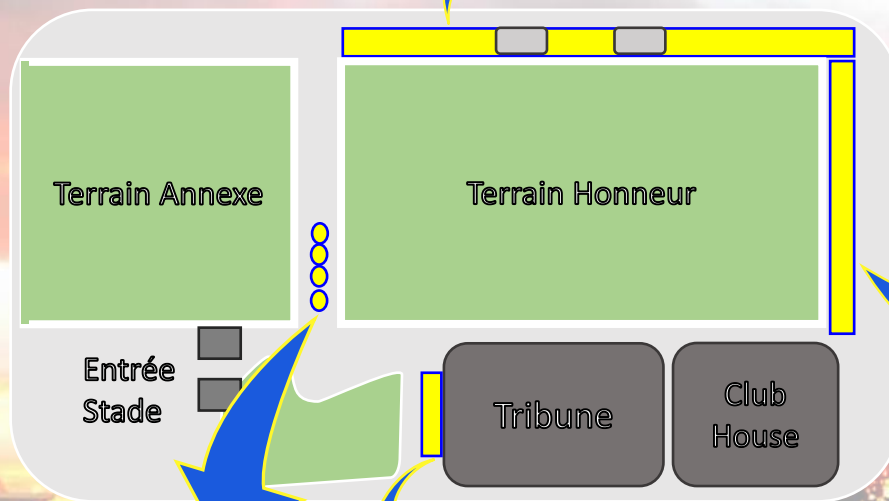 Terrain Annexe
Terrain Honneur
Entrée
Stade
Tribune
Club
House